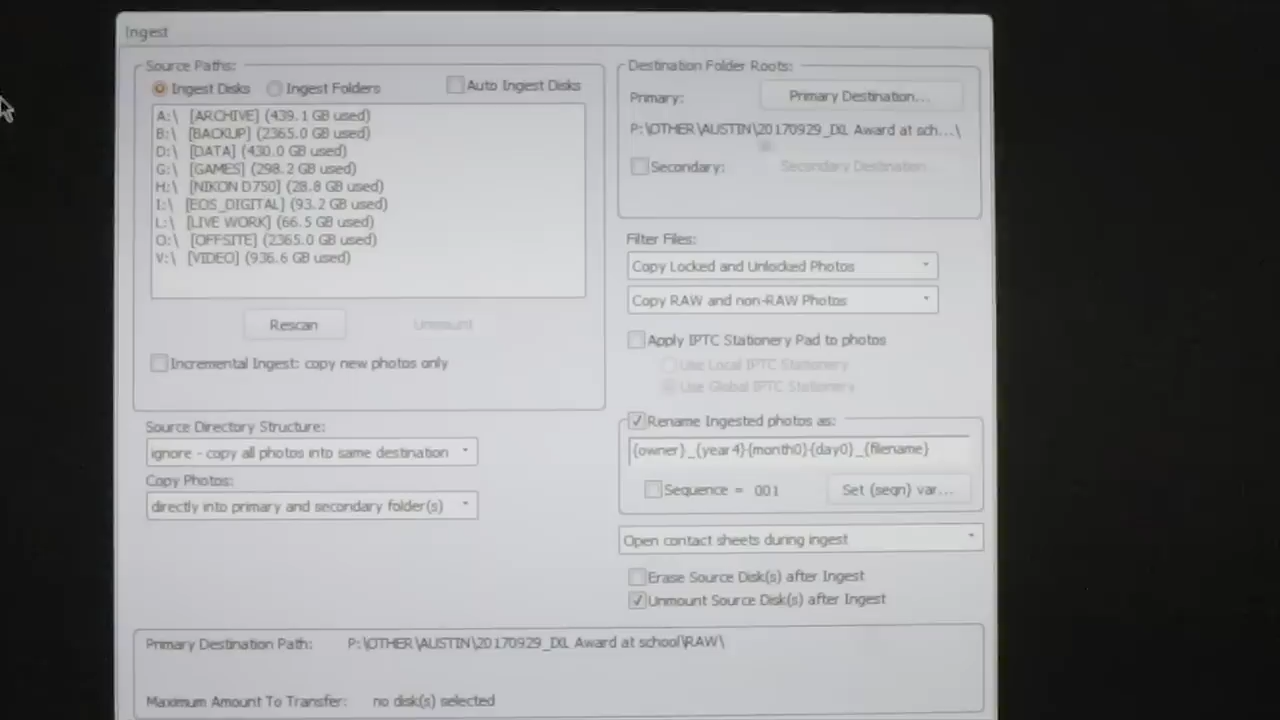 Ingest
Source Paths:
Ingest Disks Ingest Folders Auto Ingest Disks
A:\ [ARCHIVE] (439.1 GB used)
B:\ [BACKUP] (2365.0 GB used)
D:\ [DATA] (430.0 GB used)
G:\ [GAMES] (298.2 GB used)
H:\ [NIKON D750] (28.8 GB used)
I:\ [EOS_DIGITAL] (93.2 GB used)
L:\ [LIVE WORK] (66.5 GB used)
O:\ [OFFSITE] (2365.0 GB used)
V:\ [VIDEO] (936.6 GB used)
Rescan Unmount
Incremental Ingest: copy new photos only
Source Directory Structure:
ignore - copy all photos into same destination
Copy Photos:
directly into primary and secondary folder(s)
Destination Folder Roots:
Primary: Primary Destination...
P:\OTHER\AUSTIN\20170929_IXL Award at sch...\
Secondary: Secondary Destination...
Filter Files:
Copy Locked and Unlocked Photos
Copy RAW and non-RAW Photos
Apply IPTC Stationery Pad to photos
Use Local IPTC Stationery
Use Global IPTC Stationery
Rename Ingested photos as:
{owner}_{year4}{month0}{day0}_{filename}
Sequence = 001 Set {seqn} var...
Open contact sheets during ingest
Erase Source Disk(s) after Ingest
Unmount Source Disk(s) after Ingest
Primary Destination Path: P:\OTHER\AUSTIN\20170929_IXL Award at school\RAW\
Maximum Amount To Transfer: no disk(s) selected